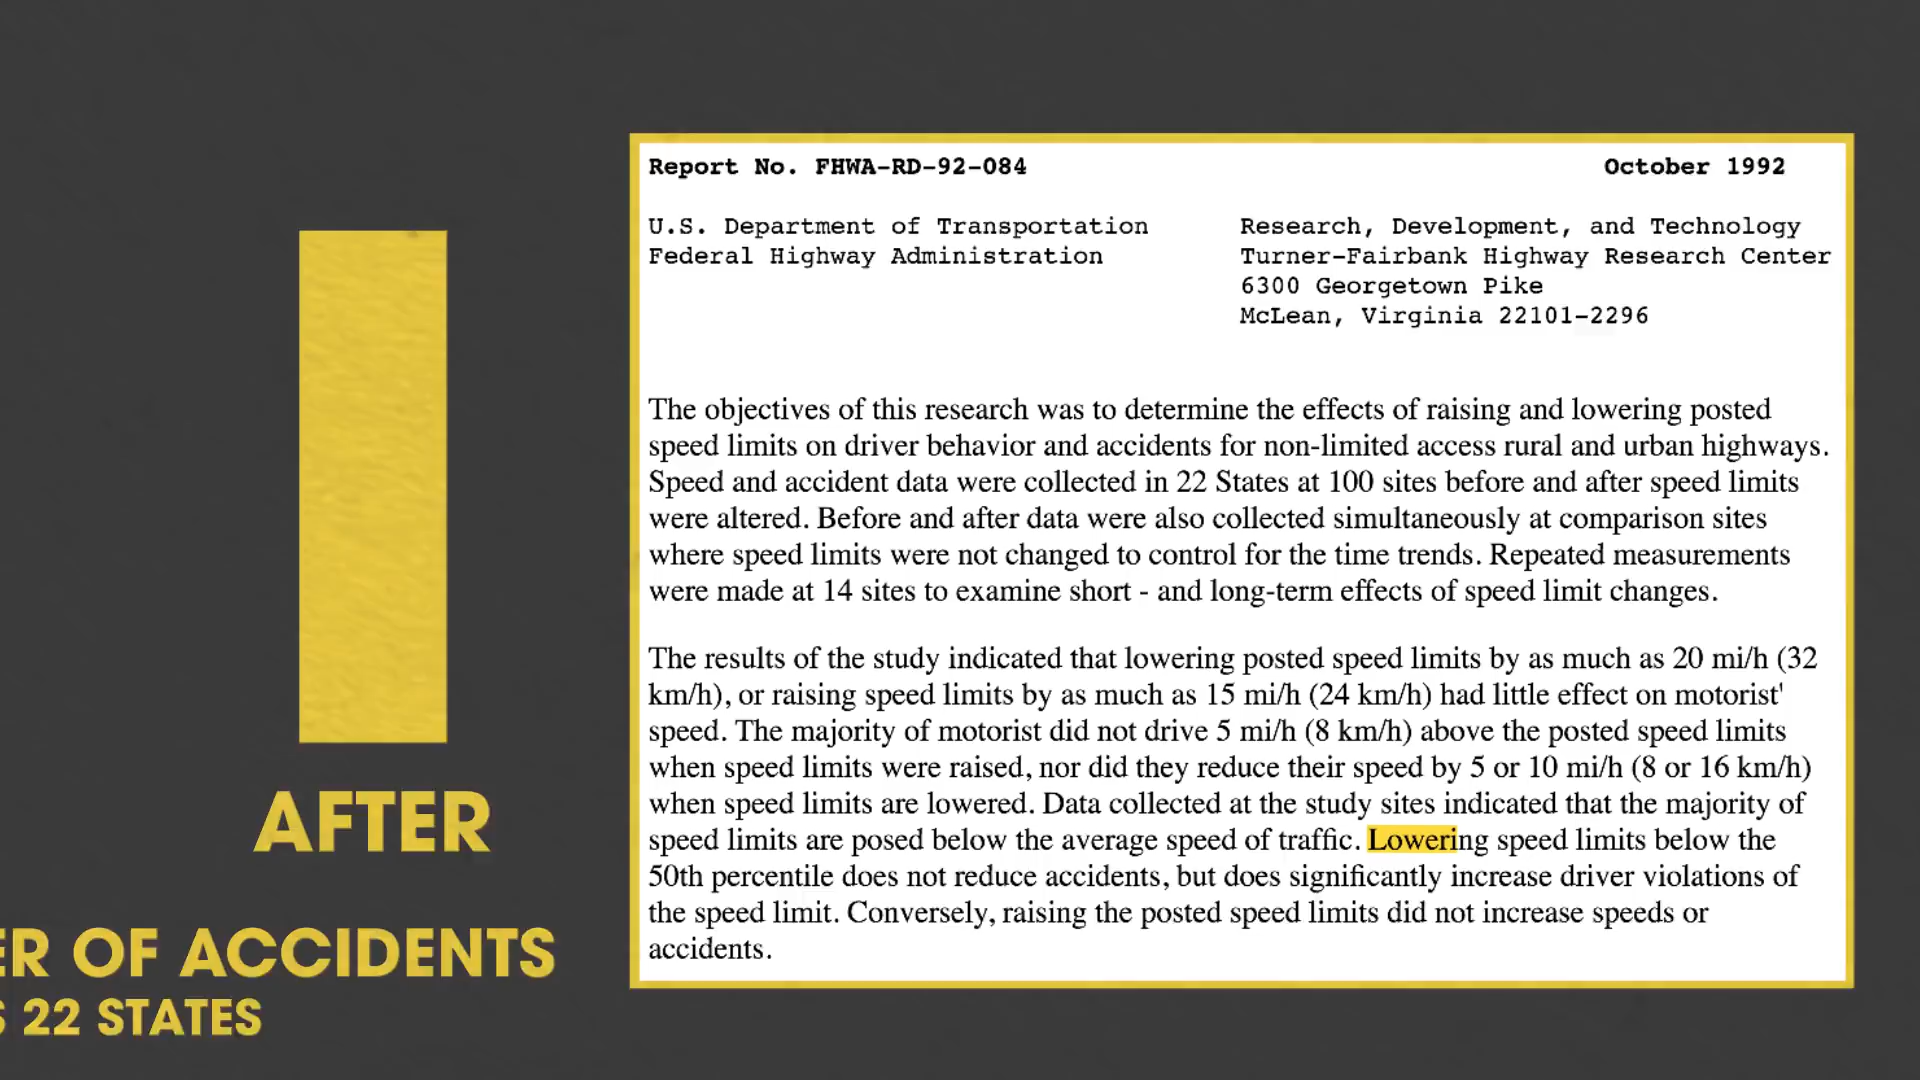 Report No. FHWA-RD-92-084 October 1992
U.S. Department of Transportation Research, Development, and Technology
Federal Highway Administration Turner-Fairbank Highway Research Center
6300 Georgetown Pike
McLean, Virginia 22101-2296
The objectives of this research was to determine the effects of raising and lowering posted
speed limits on driver behavior and accidents for non-limited access rural and urban highways.
Speed and accident data were collected in 22 States at 100 sites before and after speed limits
were altered. Before and after data were also collected simultaneously at comparison sites
where speed limits were not changed to control for the time trends. Repeated measurements
were made at 14 sites to examine short - and long-term effects of speed limit changes.
The results of the study indicated that lowering posted speed limits by as much as 20 mi/h (32
km/h), or raising speed limits by as much as 15 mi/h (24 km/h) had little effect on motorist'
speed. The majority of motorist did not drive 5 mi/h (8 km/h) above the posted speed limits
when speed limits were raised, nor did they reduce their speed by 5 or 10 mi/h (8 or 16 km/h)
when speed limits are lowered. Data collected at the study sites indicated that the majority of
speed limits are posed below the average speed of traffic. Lowering speed limits below the
50th percentile does not reduce accidents, but does significantly increase driver violations of
the speed limit. Conversely, raising the posted speed limits did not increase speeds or
accidents.
AFTER
ER OF ACCIDENTS
S 22 STATES